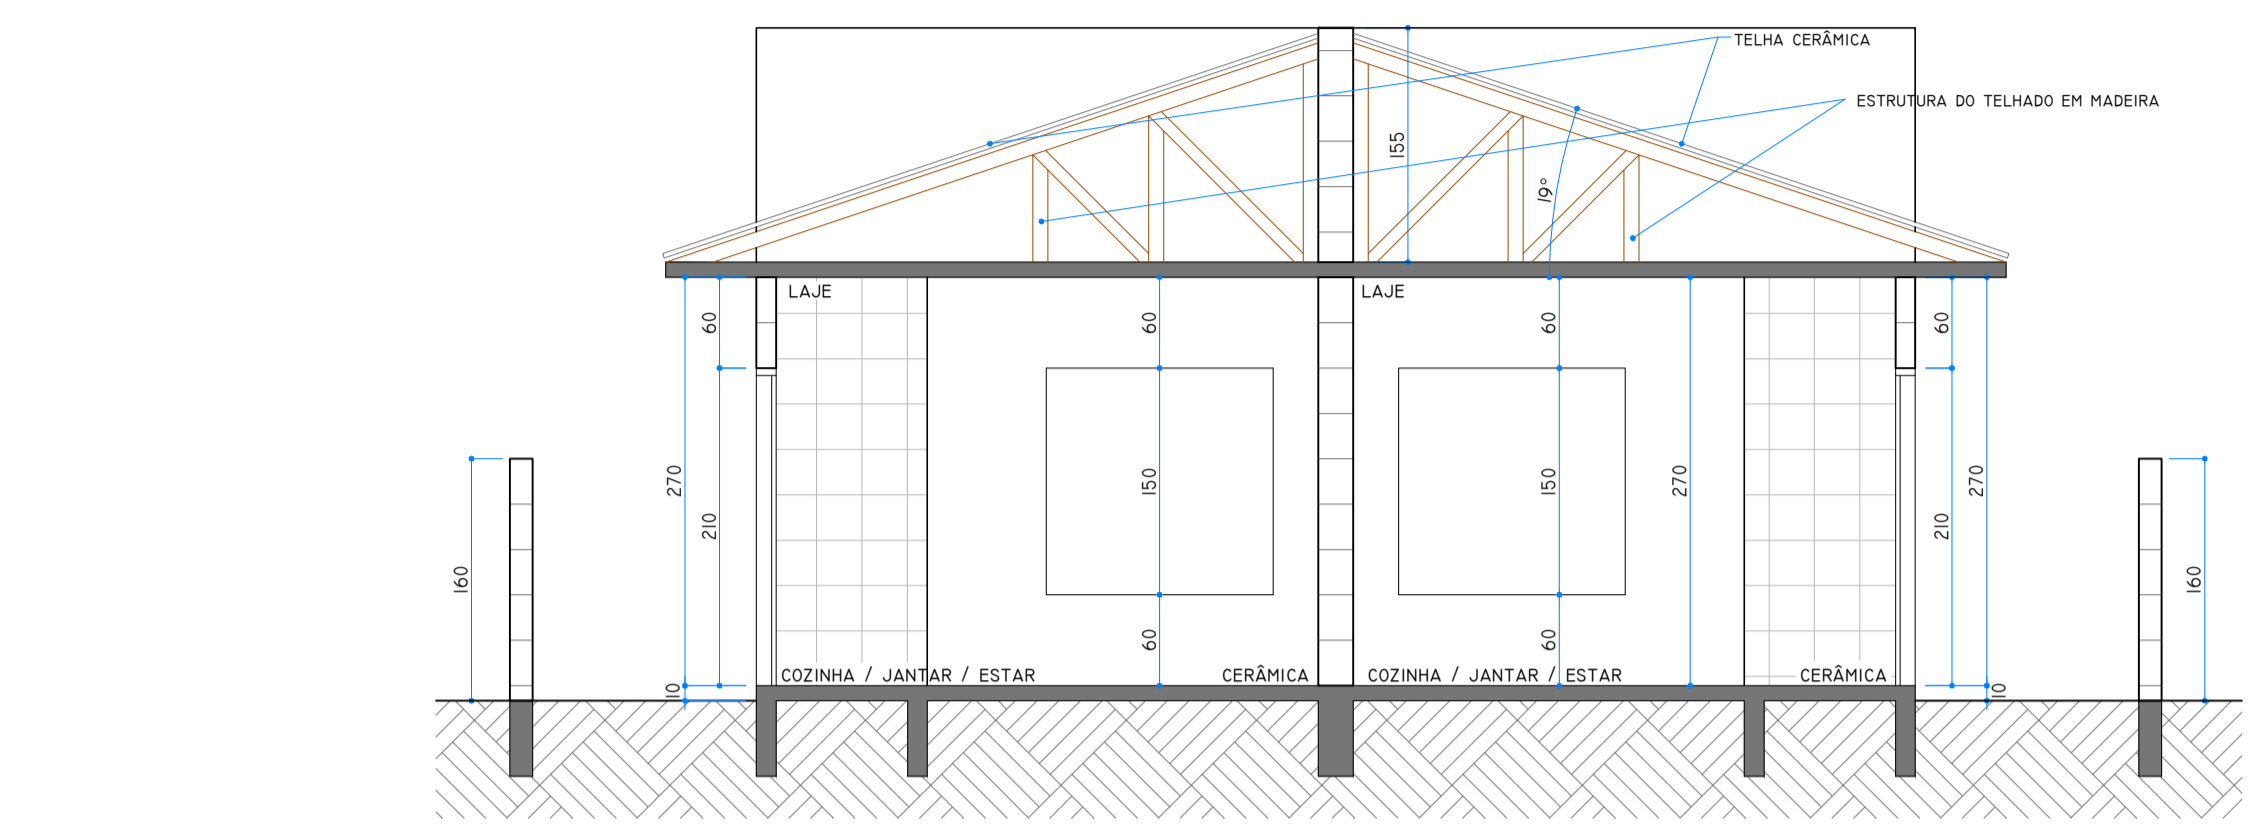 TELHA CERÂMICA
ESTRUTURA DO TELHADO EM MADEIRA
155
19°
LAJE
LAJE
60
60
60
60
270
210
150
150
270
210
270
160
160
60
60
COZINHA / JANTAR / ESTAR
CERÂMICA
COZINHA / JANTAR / ESTAR
CERÂMICA
10
10